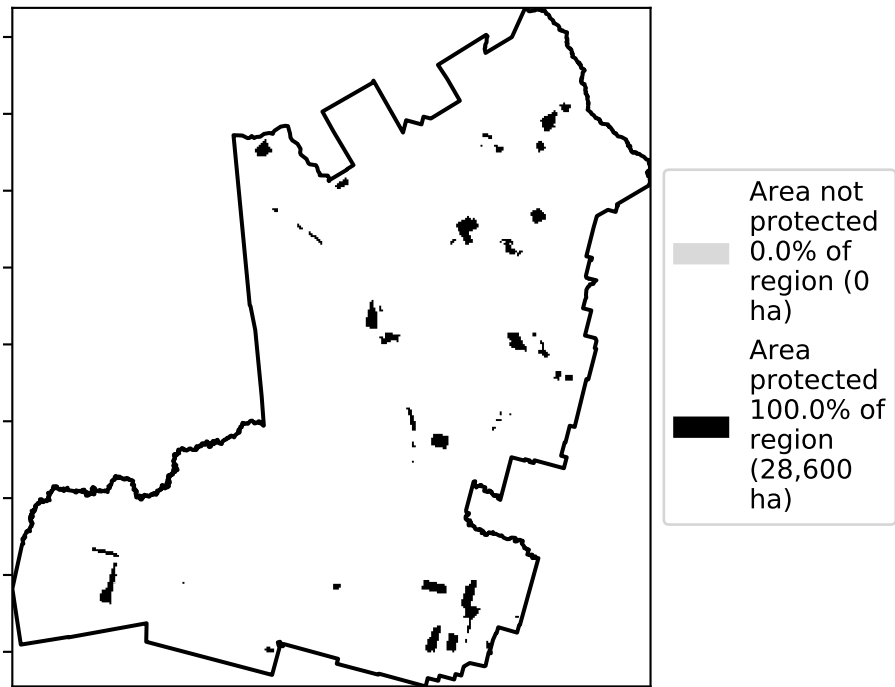 Area not
protected
0.0% of
region (0
ha)
Area
protected
100.0% of
region
(28,600
ha)